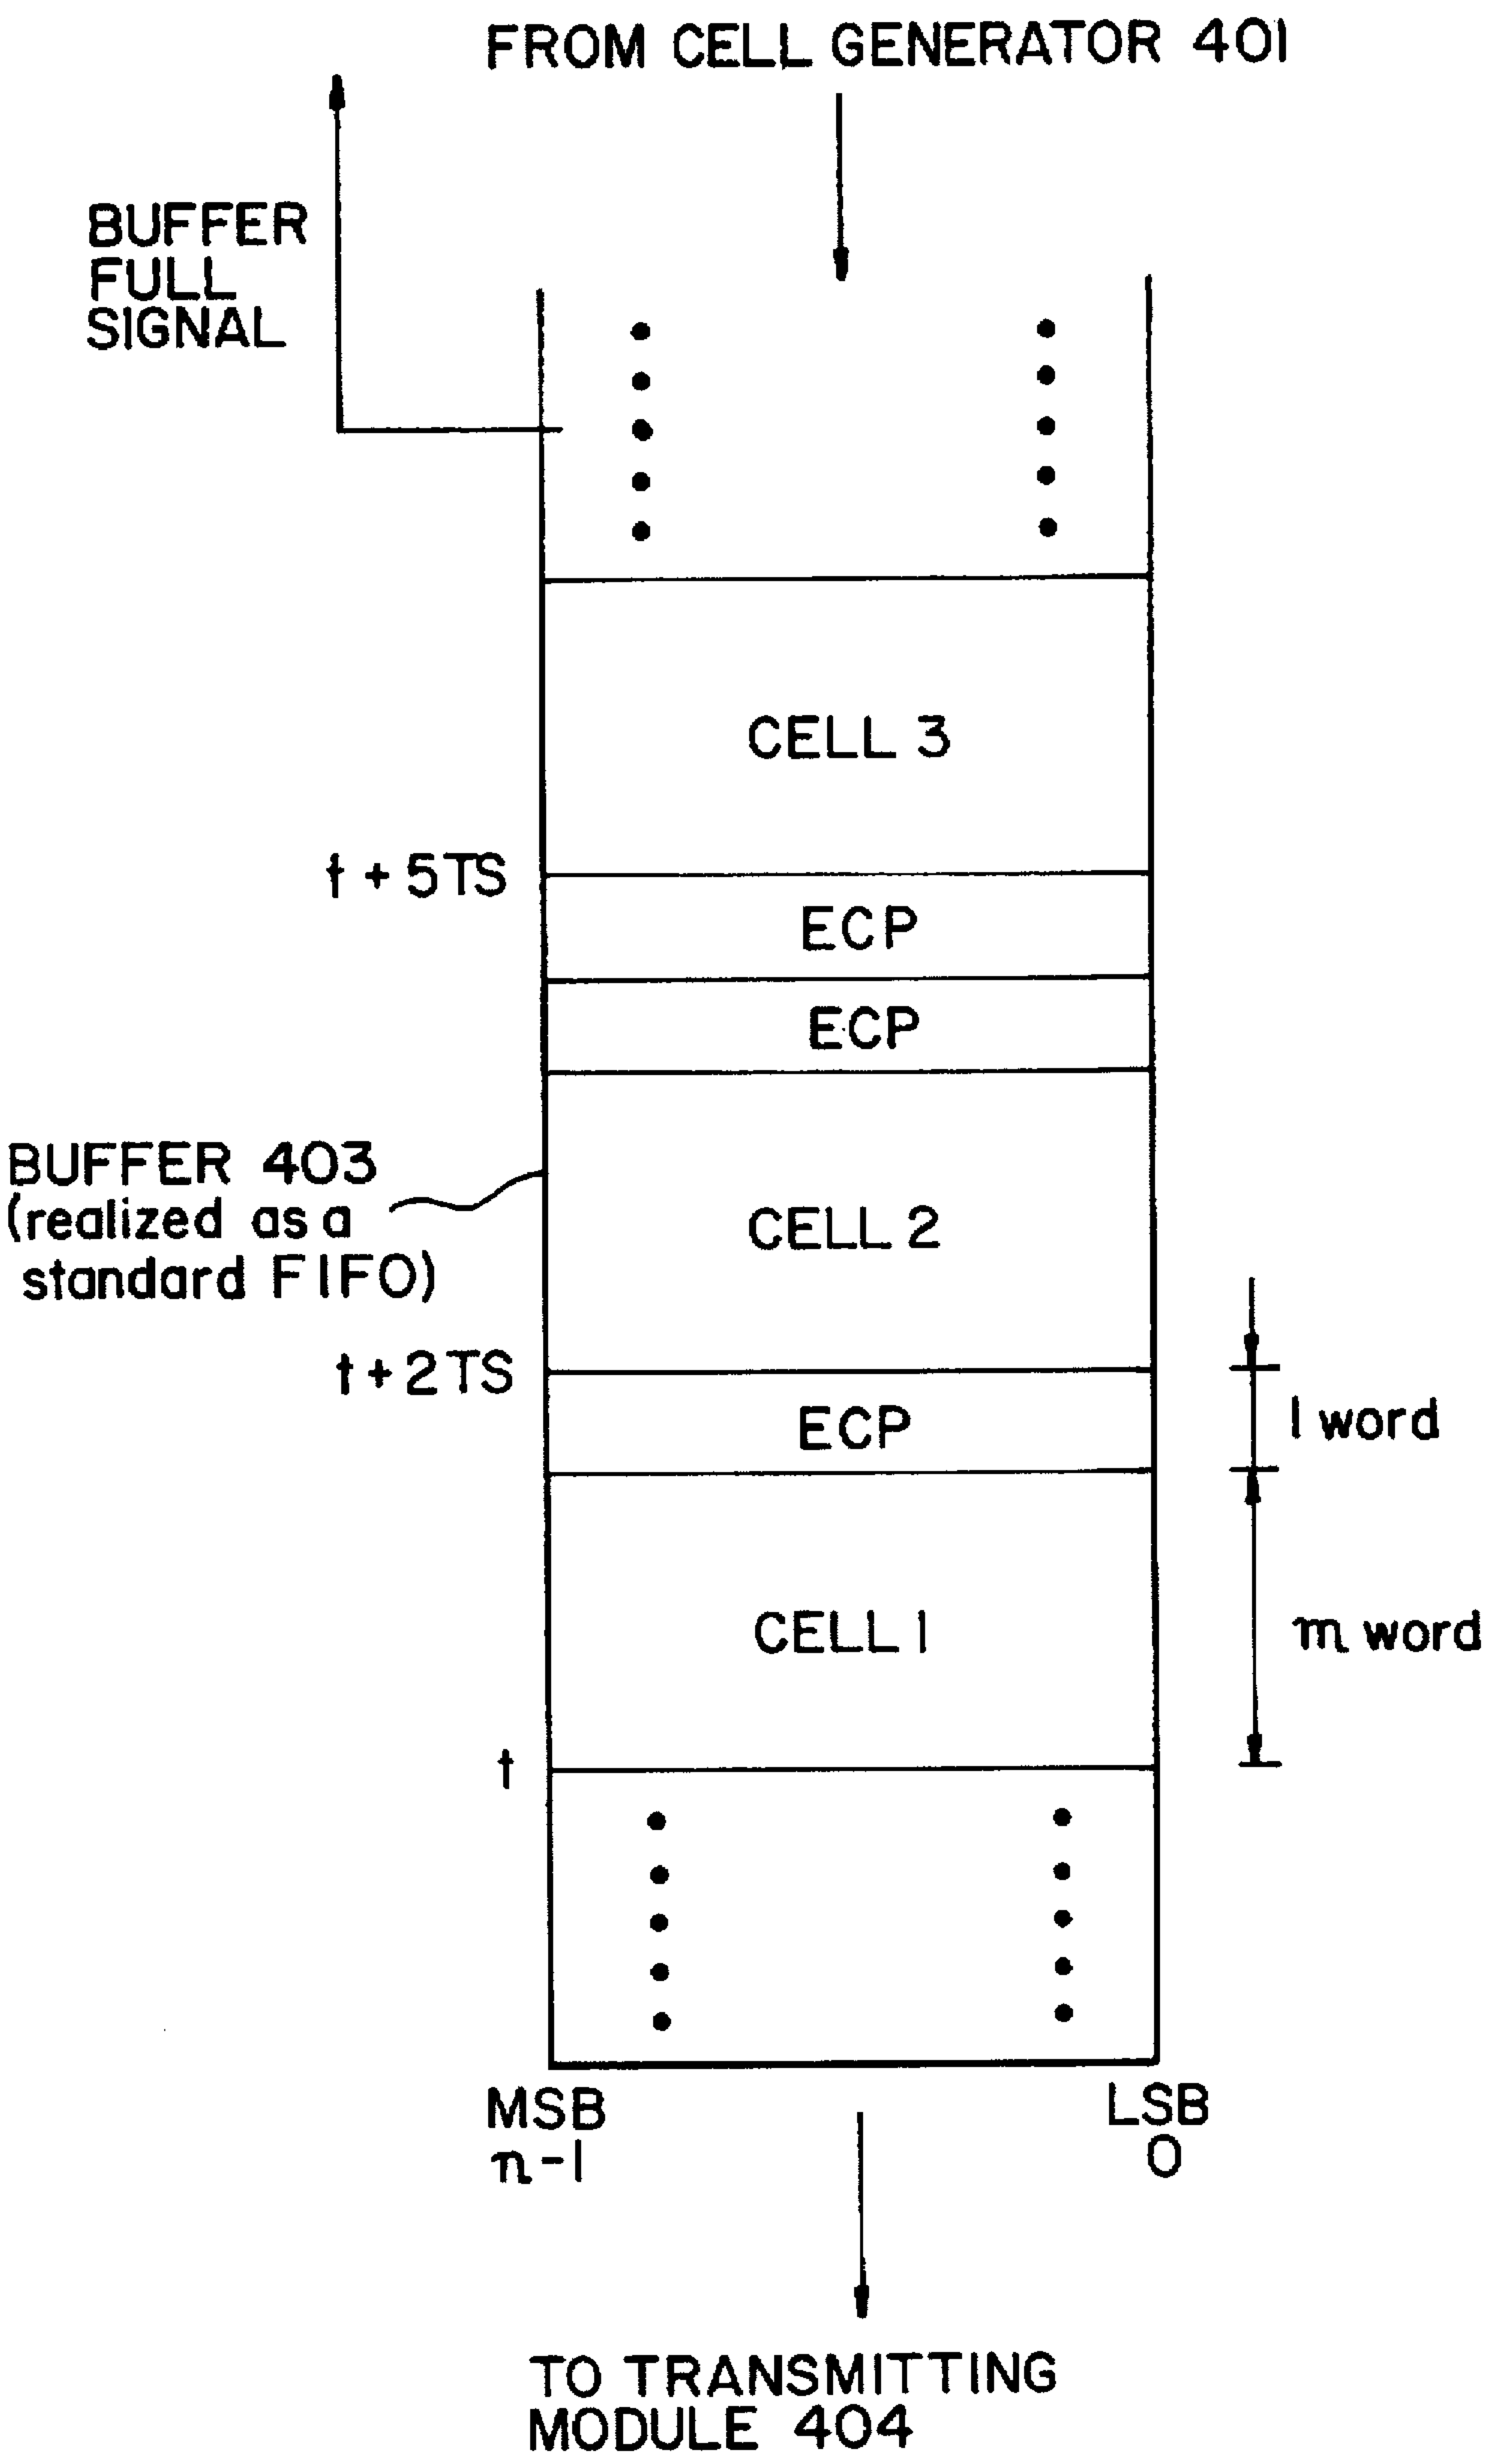 FROM CELL GENERATOR 401
BUFFER
FULL
SIGNAL
CELL 3
t + 5TS
ECP
ECP
BUFFER 403
(realized as a
standard FIFO)
CELL 2
t + 2TS
ECP
1 word
CELL 1
m word
t
MSB
n-1
LSB
0
TO TRANSMITTING
MODULE 404